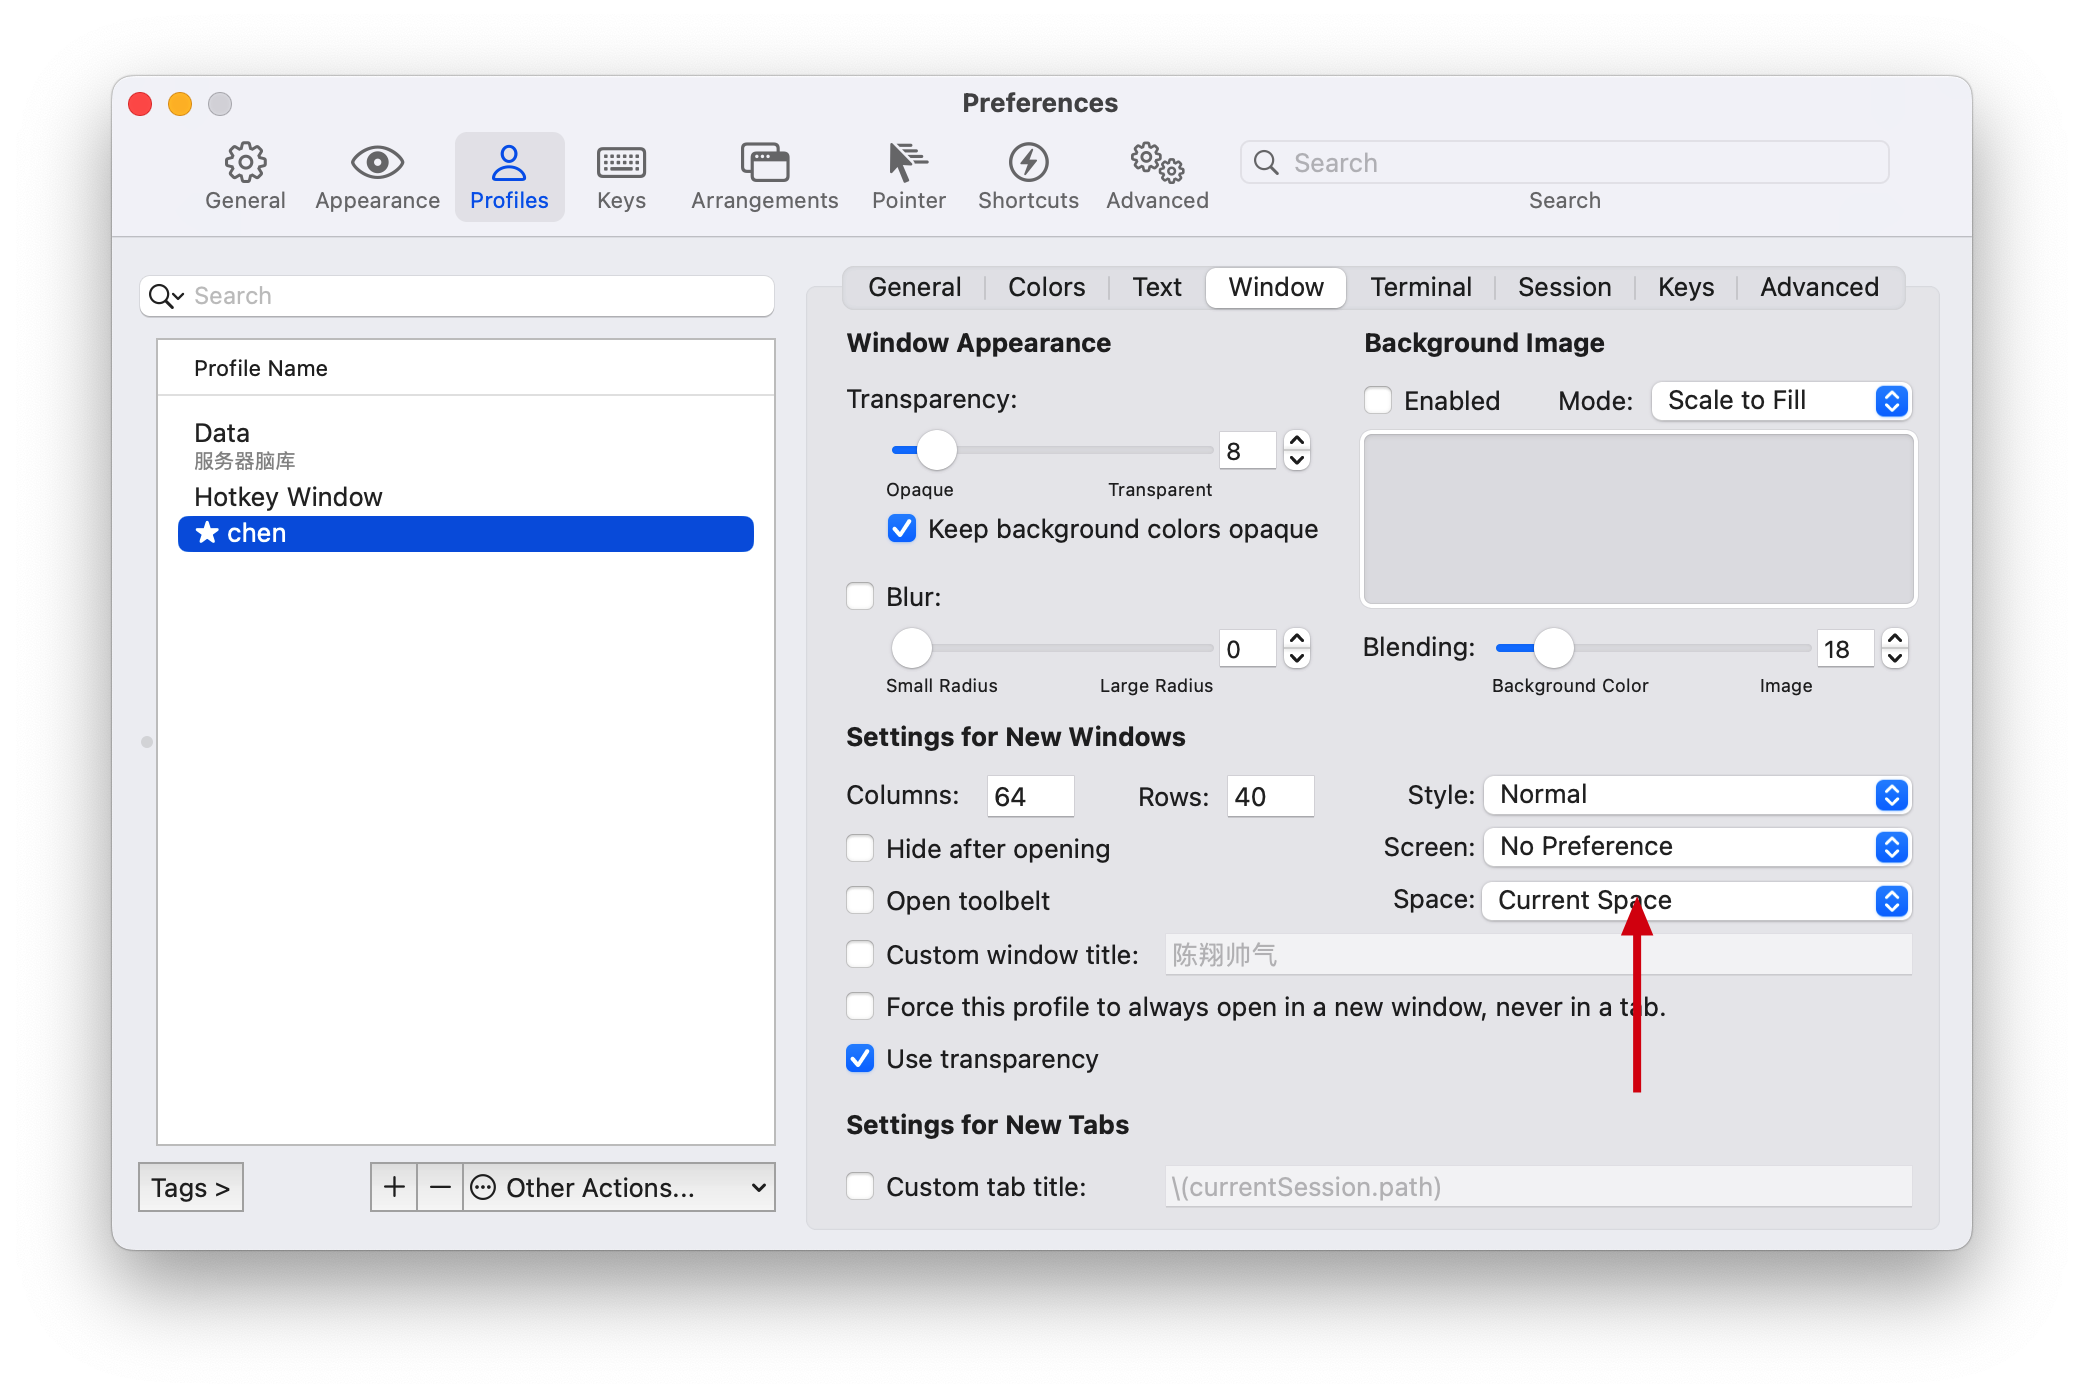 Preferences
General
Appearance
Profiles
Keys
Arrangements
Pointer
Shortcuts
Advanced
Search
Search
Search
Profile Name
Data
服务器脑库
Hotkey Window
chen
Tags >
Other Actions...
General
Colors
Text
Window
Terminal
Session
Keys
Advanced
Window Appearance
Transparency:
8
Opaque
Transparent
Keep background colors opaque
Blur:
0
Small Radius
Large Radius
Background Image
Enabled
Mode:
Scale to Fill
Blending:
18
Background Color
Image
Settings for New Windows
Columns:
64
Rows:
40
Style:
Normal
Hide after opening
Screen:
No Preference
Open toolbelt
Space:
Current Space
Custom window title:
陈翔帅气
Force this profile to always open in a new window, never in a tab.
Use transparency
Settings for New Tabs
Custom tab title:
\(currentSession.path)